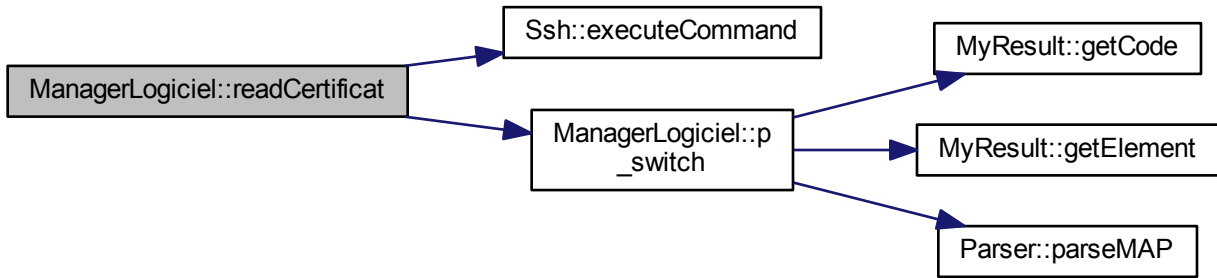 ManagerLogiciel::readCertificat
Ssh::executeCommand
ManagerLogiciel::p
_switch
MyResult::getCode
MyResult::getElement
Parser::parseMAP